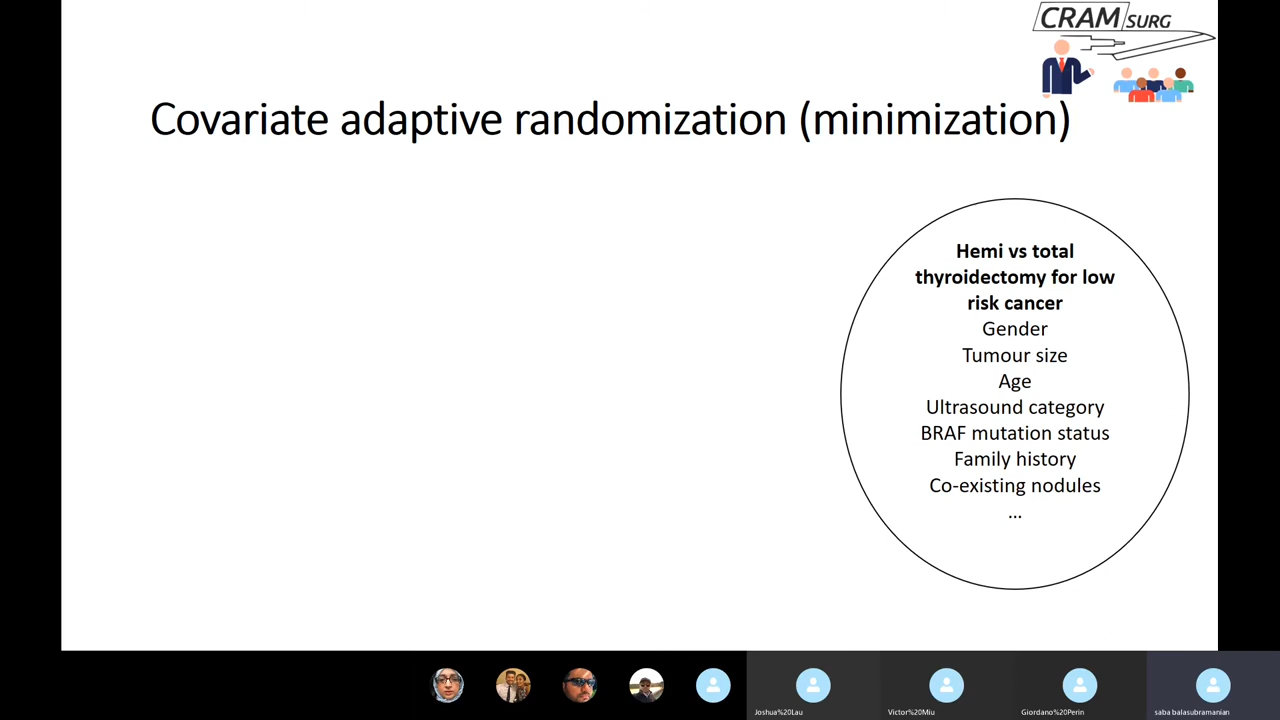 CRAM SURG
Covariate adaptive randomization (minimization)
Hemi vs total
thyroidectomy for low
risk cancer
Gender
Tumour size
Age
Ultrasound category
BRAF mutation status
Family history
Co-existing nodules
...
Joshua%20Lau
Victor%20Miu
Giordano%20Perin
saba balasubramanian